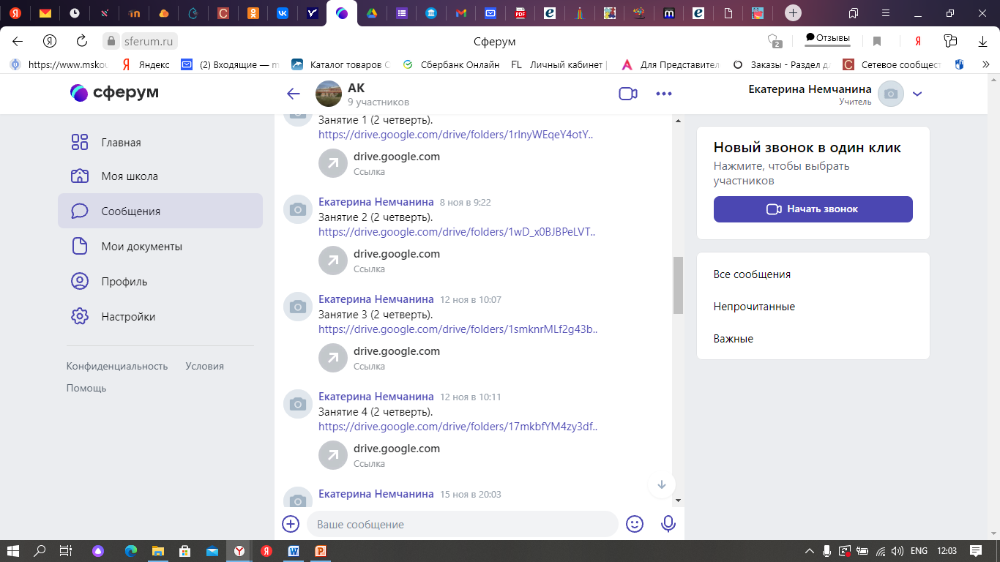 sferum.ru
Сферум
Отзывы
2
https://www.msko
Яндекс
(2) Входящие — m
Каталог товаров С
Сбербанк Онлайн
FL Личный кабинет |
Для Представител
Заказы - Раздел д
Сетевое сообщест
сферум
АК
9 участников
Екатерина Немчанина
Учитель
Главная
Моя школа
Сообщения
Мои документы
Профиль
Настройки
Конфиденциальность Условия
Помощь
Занятие 1 (2 четверть).
https://drive.google.com/drive/folders/1rInyWEqeY4otY..
drive.google.com
Ссылка
Екатерина Немчанина 8 ноя в 9:22
Занятие 2 (2 четверть).
https://drive.google.com/drive/folders/1wD_x0BJBPeLVT..
drive.google.com
Ссылка
Екатерина Немчанина 12 ноя в 10:07
Занятие 3 (2 четверть).
https://drive.google.com/drive/folders/1smknrMLf2g43b..
drive.google.com
Ссылка
Екатерина Немчанина 12 ноя в 10:11
Занятие 4 (2 четверть).
https://drive.google.com/drive/folders/17mkbfYM4zy3df..
drive.google.com
Ссылка
Екатерина Немчанина 15 ноя в 20:03
Ваше сообщение
Новый звонок в один клик
Нажмите, чтобы выбрать
участников
Начать звонок
Все сообщения
Непрочитанные
Важные
ENG 12:03